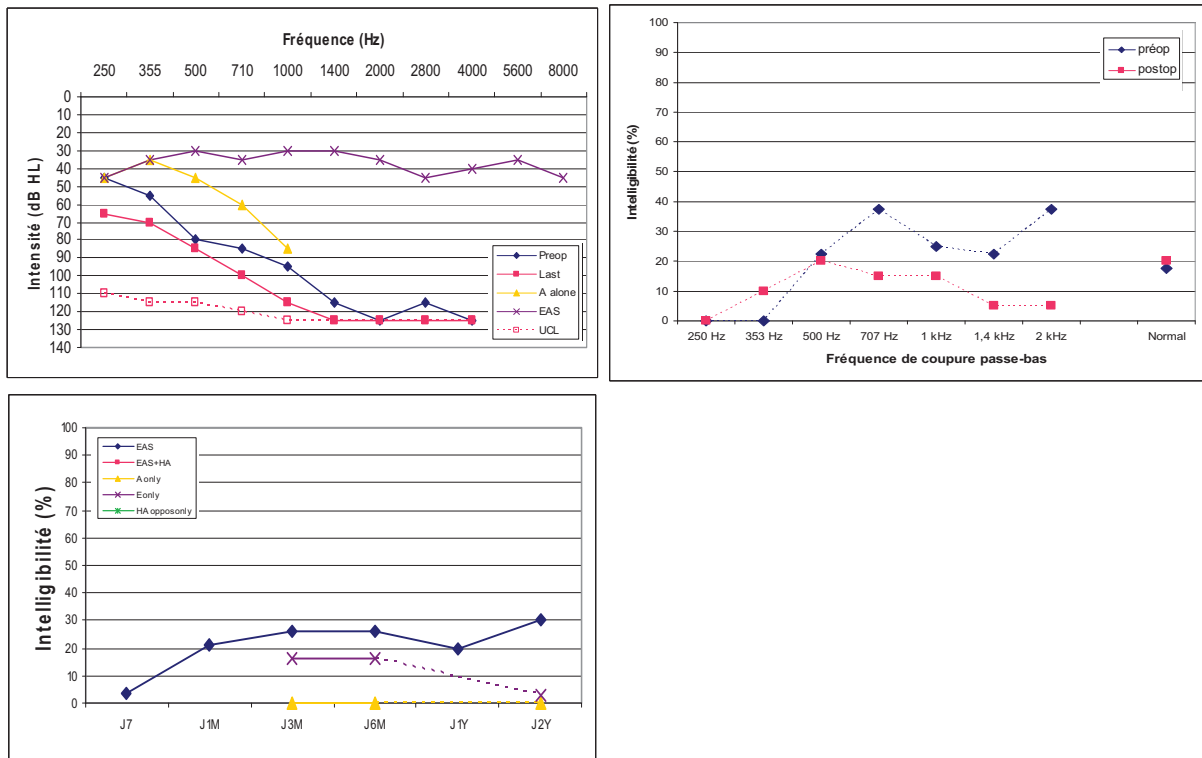 Fréquence (Hz)
250 355 500 710 1000 1400 2000 2800 4000 5600 8000
Intensité (dB HL)
0
10
20
30
40
50
60
70
80
90
100
110
120
130
140
Preop
Last
A alone
EAS
UCL
Intelligibilité (%)
100
90
80
70
60
50
40
30
20
10
0
préop
postop
250 Hz 353 Hz 500 Hz 707 Hz 1 kHz 1,4 kHz 2 kHz Normal
Fréquence de coupure passe-bas
Intelligibilité (%)
100
90
80
70
60
50
40
30
20
10
0
EAS
EAS+HA
A only
E only
HA opposonly
J7 J1M J3M J6M J1Y J2Y